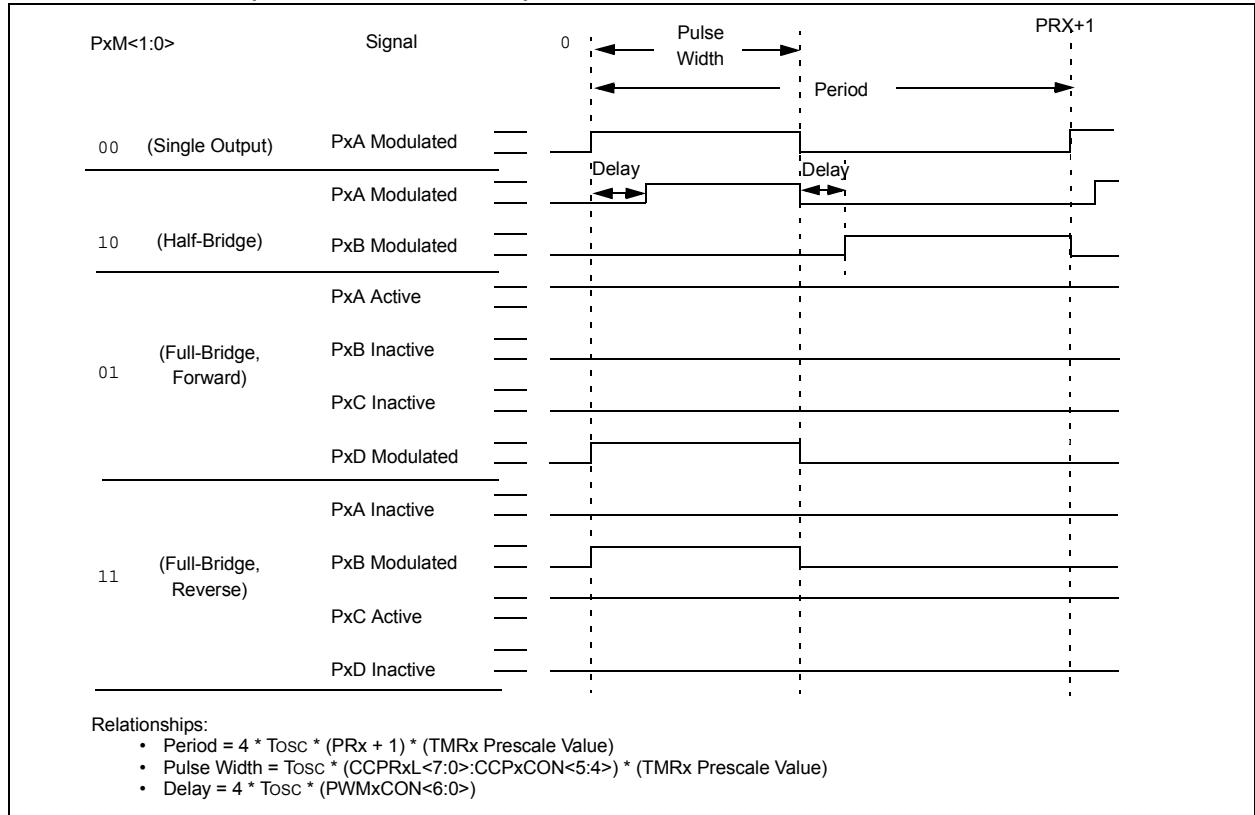 PxM<1:0> Signal 0 Pulse Width PRX+1
Period
00 (Single Output) PxA Modulated
Delay Delay
PxA Modulated
10 (Half-Bridge) PxB Modulated
PxA Active
(Full-Bridge, PxB Inactive
01 Forward)
PxC Inactive
PxD Modulated
PxA Inactive
(Full-Bridge, PxB Modulated
11 Reverse)
PxC Active
PxD Inactive
Relationships:
• Period = 4 * TOSC * (PRx + 1) * (TMRx Prescale Value)
• Pulse Width = TOSC * (CCPRxL<7:0>:CCPxCON<5:4>) * (TMRx Prescale Value)
• Delay = 4 * TOSC * (PWMxCON<6:0>)